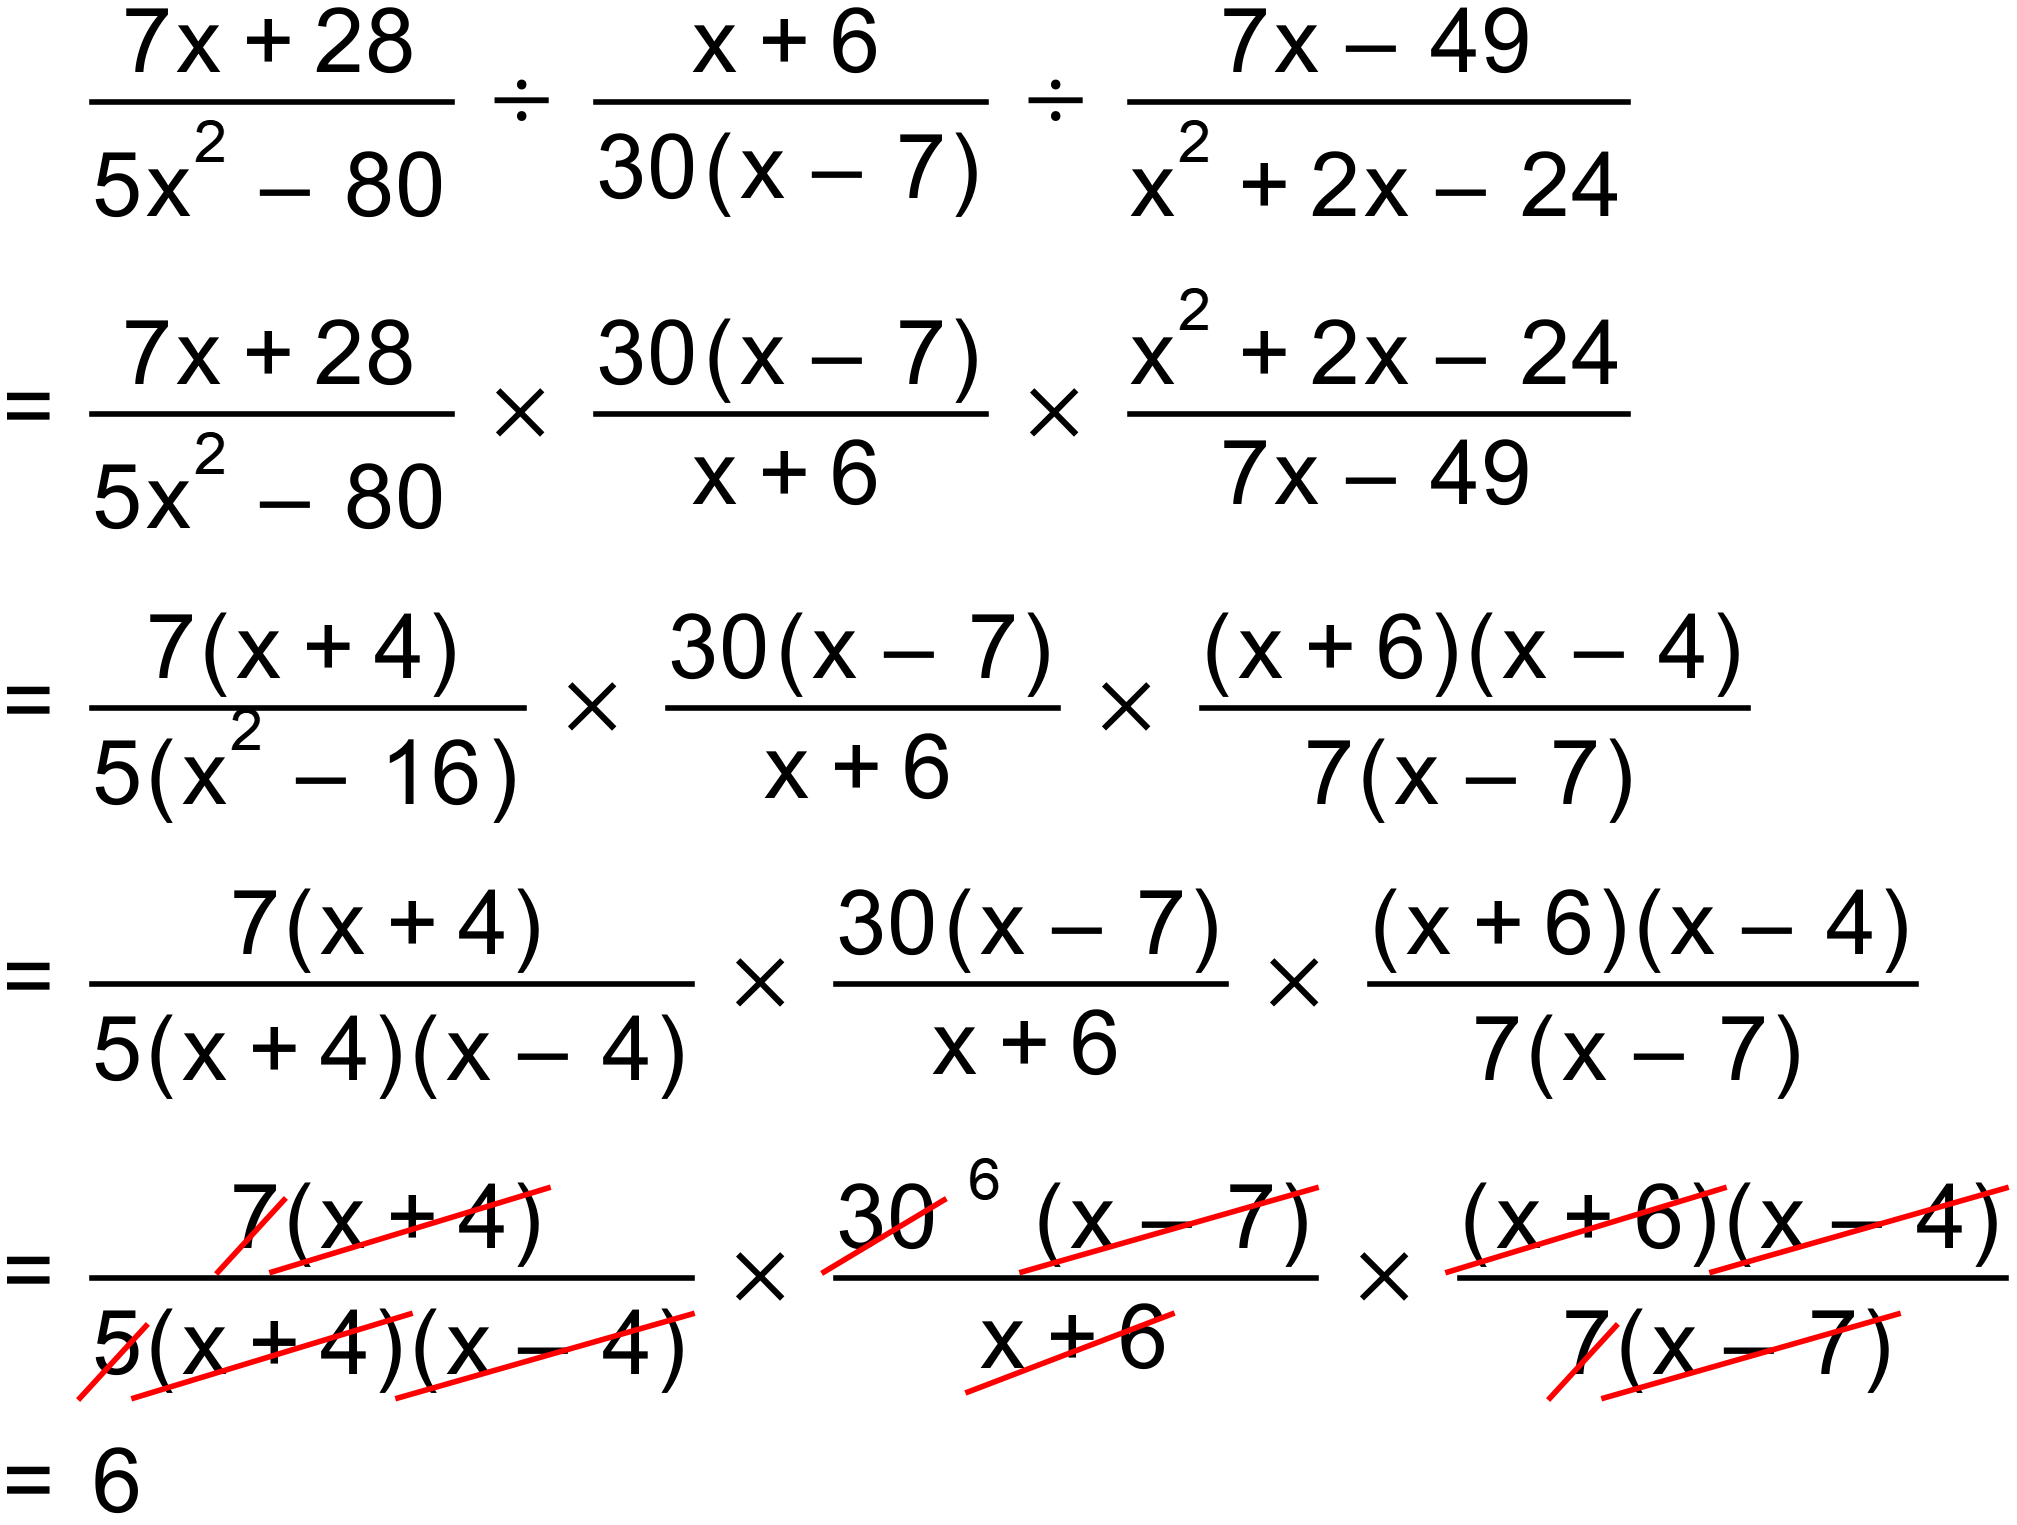 (7x + 28)/(5x² – 80) ÷ (x + 6)/(30(x – 7)) ÷ (7x – 49)/(x² + 2x – 24)
= (7x + 28)/(5x² – 80) × (30(x – 7))/(x + 6) × (x² + 2x – 24)/(7x – 49)
= (7(x + 4))/(5(x² – 16)) × (30(x – 7))/(x + 6) × ((x + 6)(x – 4))/(7(x – 7))
= (7(x + 4))/(5(x + 4)(x – 4)) × (30(x – 7))/(x + 6) × ((x + 6)(x – 4))/(7(x – 7))
= (7(x + 4))/(5(x + 4)(x – 4)) × (30 ⁶ (x – 7))/(x + 6) × ((x + 6)(x – 4))/(7(x – 7))
= 6